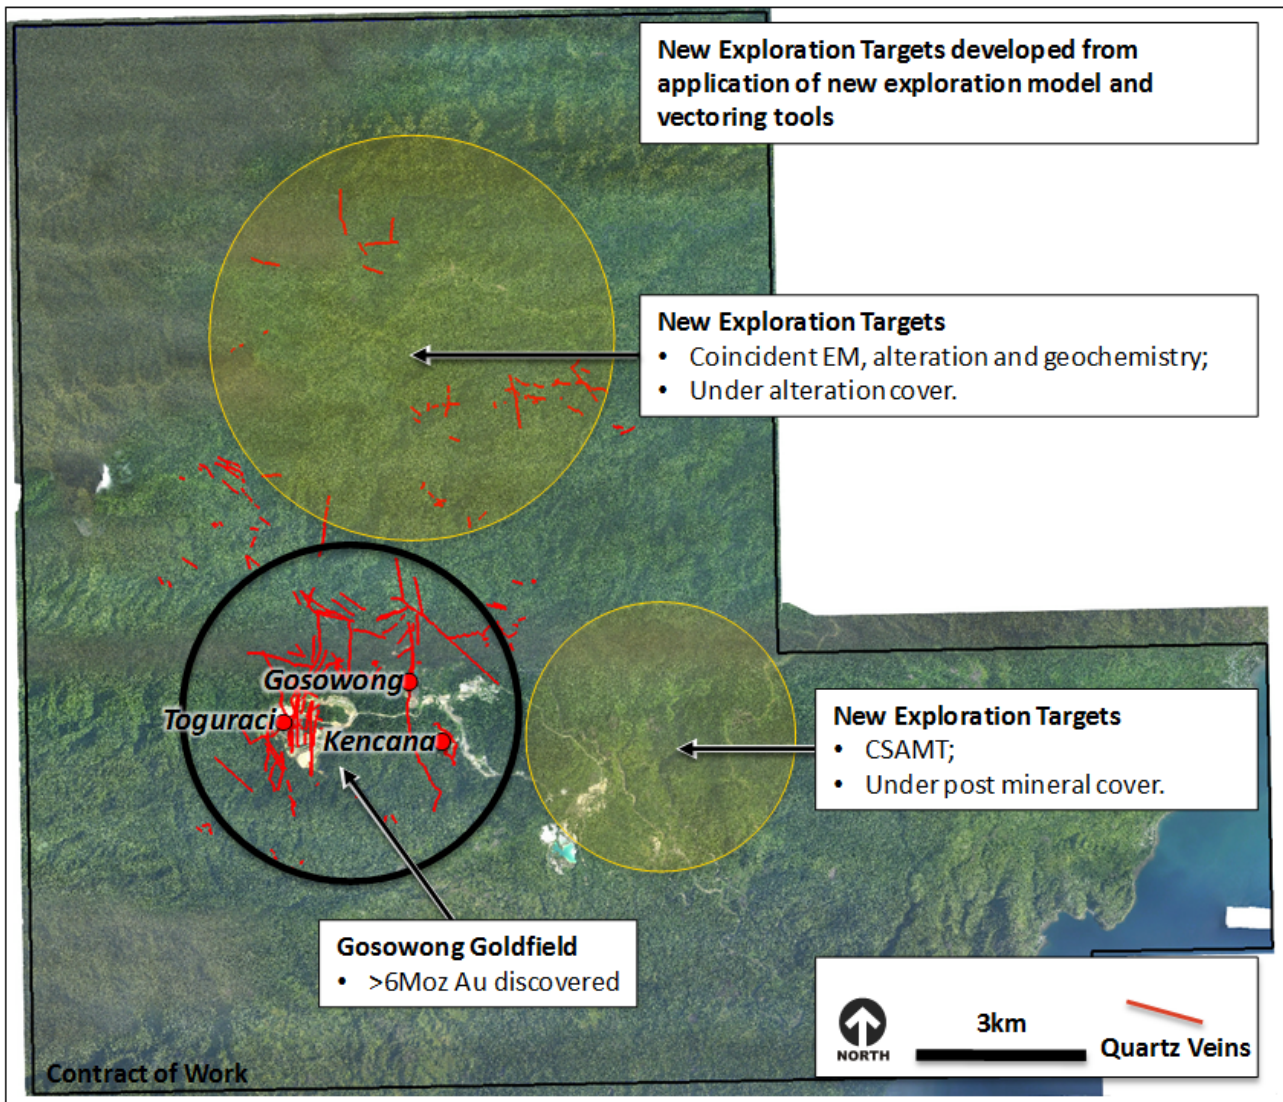 New Exploration Targets developed from
application of new exploration model and
vectoring tools
New Exploration Targets
• Coincident EM, alteration and geochemistry;
• Under alteration cover.
Gosowong
Toguraci
Kencana
New Exploration Targets
• CSAMT;
• Under post mineral cover.
Gosowong Goldfield
• >6Moz Au discovered
NORTH
3km
Quartz Veins
Contract of Work